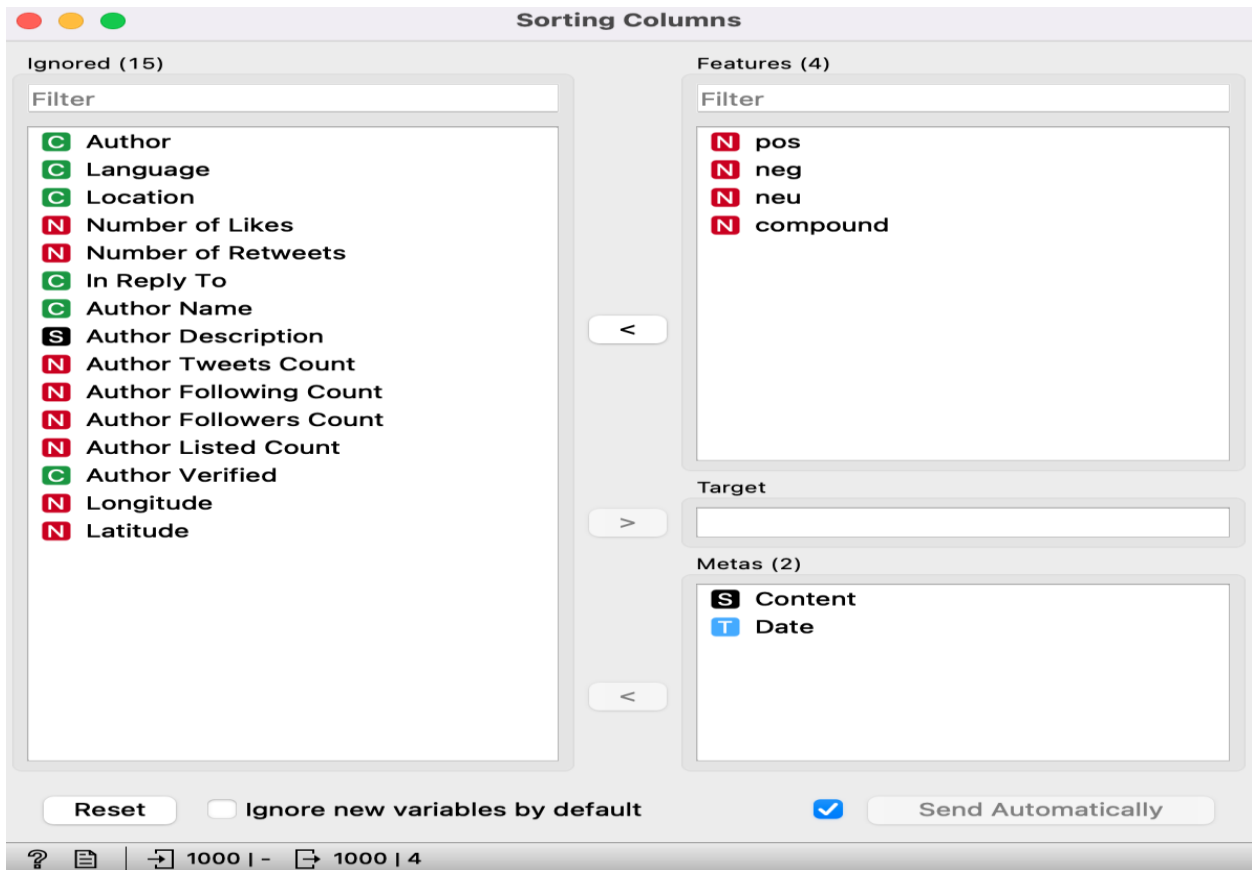 Sorting Columns
Ignored (15)
Filter
C Author
C Language
C Location
N Number of Likes
N Number of Retweets
C In Reply To
C Author Name
S Author Description
N Author Tweets Count
N Author Following Count
N Author Followers Count
N Author Listed Count
C Author Verified
N Longitude
N Latitude
<
>
<
Features (4)
Filter
N pos
N neg
N neu
N compound
Target
Metas (2)
S Content
T Date
Reset Ignore new variables by default Send Automatically
? 1000 | - 1000 | 4